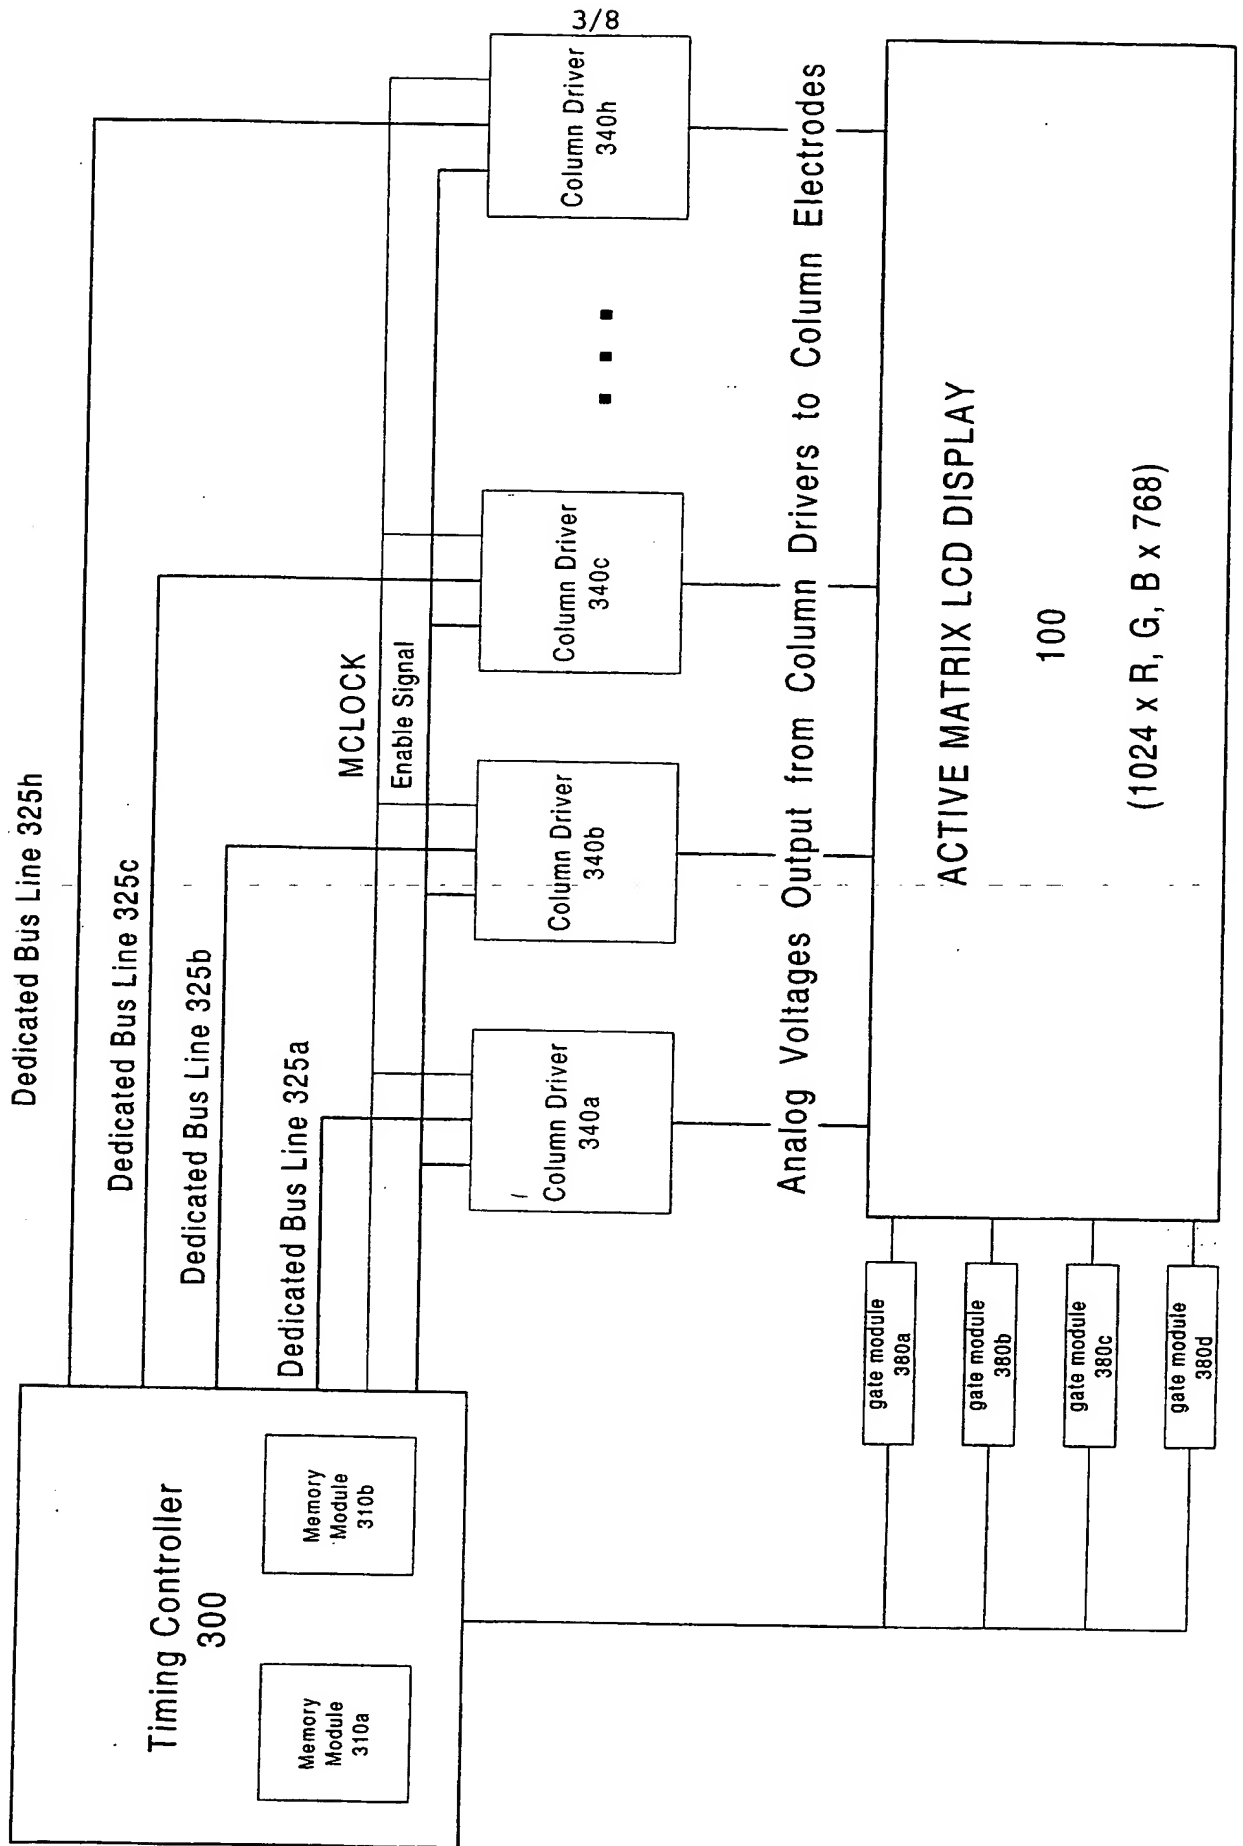 3/8
Timing Controller
300
Memory
Module
310a
Memory
Module
310b
Dedicated Bus Line 325h
Dedicated Bus Line 325c
Dedicated Bus Line 325b
Dedicated Bus Line 325a
MCLOCK
Enable Signal
Column Driver
340a
Column Driver
340b
Column Driver
340c
Column Driver
340h
Analog Voltages Output from Column Drivers to Column Electrodes
gate module
380a
gate module
380b
gate module
380c
gate module
380d
ACTIVE MATRIX LCD DISPLAY
100
(1024 x R, G, B x 768)